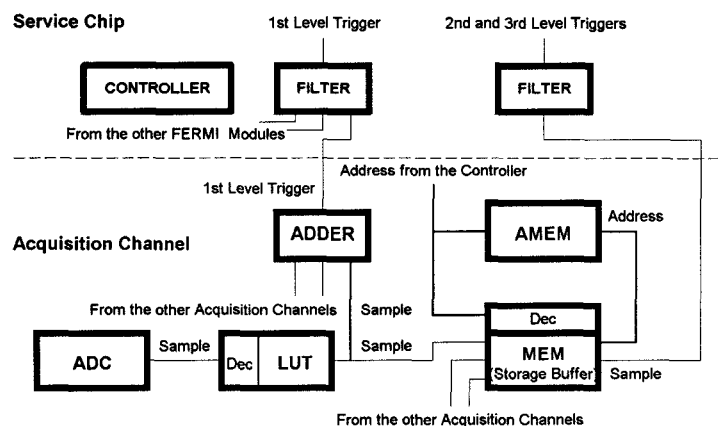 Service Chip
1st Level Trigger
2nd and 3rd Level Triggers
CONTROLLER
FILTER
FILTER
From the other FERMI Modules
Address from the Controller
1st Level Trigger
Acquisition Channel
ADDER
AMEM
Address
From the other Acquisition Channels
Sample
Dec
ADC
Sample
Dec
LUT
Sample
MEM
(Storage Buffer)
Sample
From the other Acquisition Channels